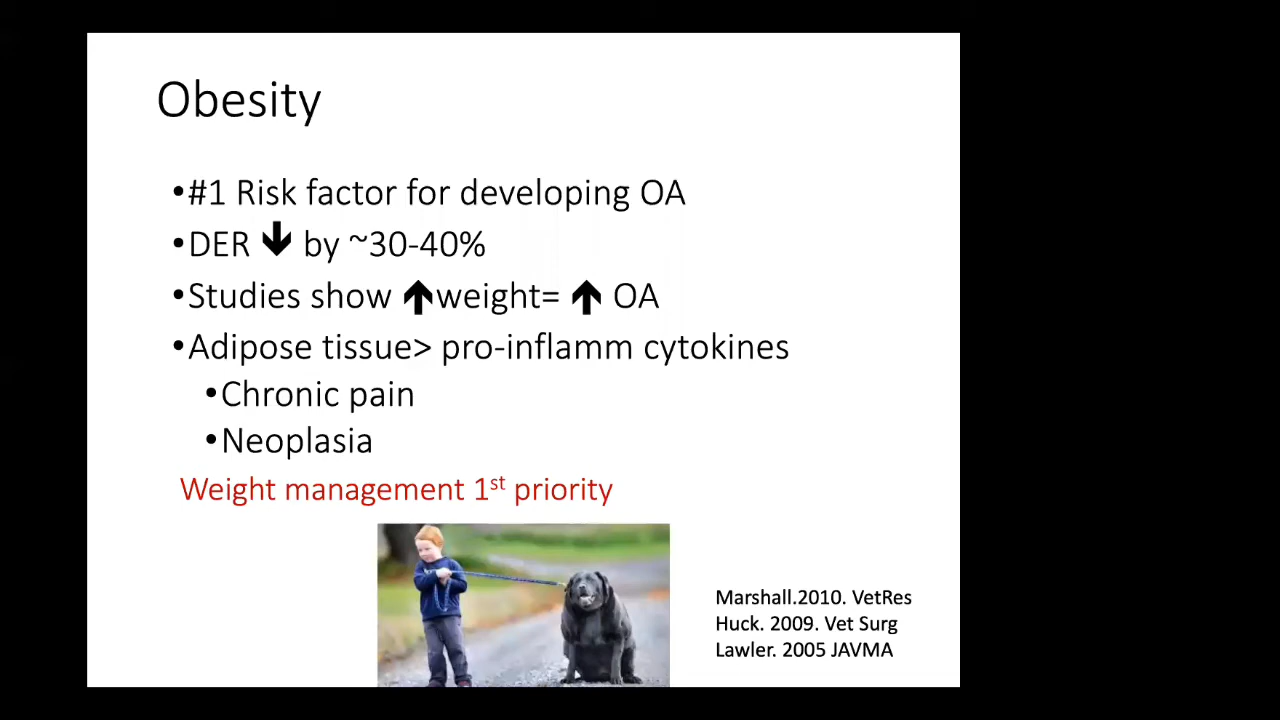 Obesity
•#1 Risk factor for developing OA
•DER 🡇 by ~30-40%
•Studies show 🡅weight= 🡅 OA
•Adipose tissue> pro-inflamm cytokines
•Chronic pain
•Neoplasia
Weight management 1st priority
Marshall.2010. VetRes
Huck. 2009. Vet Surg
Lawler. 2005 JAVMA